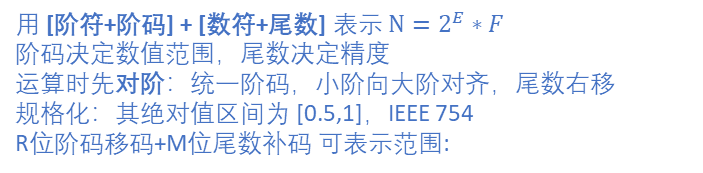 用 [阶符+阶码] + [数符+尾数] 表示 N = 2^E * F
阶码决定数值范围，尾数决定精度
运算时先对阶：统一阶码，小阶向大阶对齐，尾数右移
规格化：其绝对值区间为 [0.5,1]，IEEE 754
R位阶码移码+M位尾数补码 可表示范围: